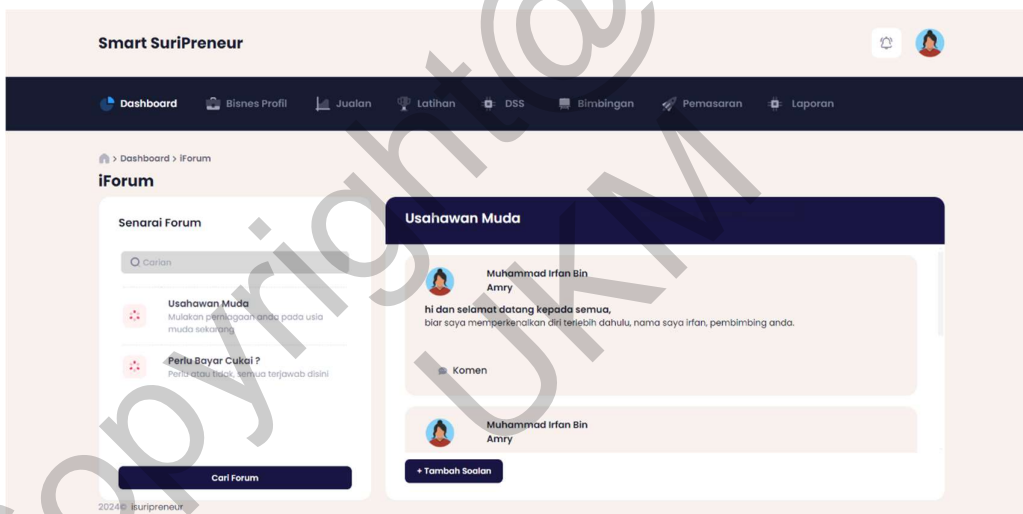 Smart SuriPreneur
Dashboard Bisnes Profil Jualan Latihan DSS Bimbingan Pemasaran Laporan
> Dashboard > iForum
iForum
Senarai Forum
Carian
Usahawan Muda
Mulakan perniagaan anda pada usia
muda sekarang
Perlu Bayar Cukai ?
Perlu atau tidak, semua terjawab disini
Cari Forum
Usahawan Muda
Muhammad Irfan Bin
Amry
hi dan selamat datang kepada semua,
biar saya memperkenalkan diri terlebih dahulu, nama saya irfan, pembimbing anda.
Komen
Muhammad Irfan Bin
Amry
+ Tambah Soalan
2024© isuripreneur
Copyright@
UKM